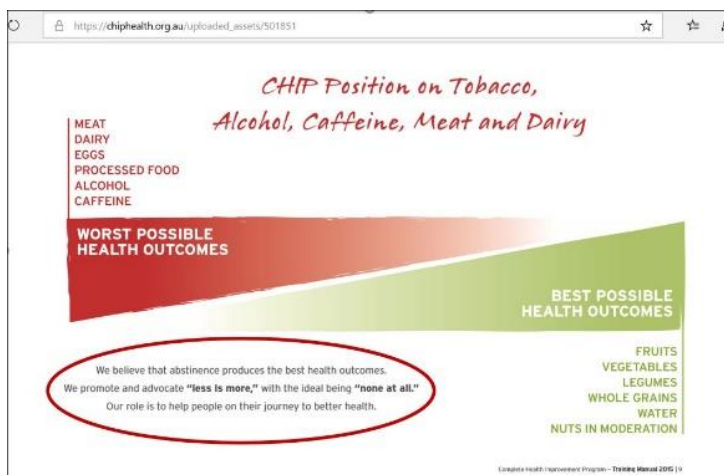 https://chiphealth.org.au/uploaded_assets/501851
CHIP Position on Tobacco,
Alcohol, Caffeine, Meat and Dairy
MEAT
DAIRY
EGGS
PROCESSED FOOD
ALCOHOL
CAFFEINE
WORST POSSIBLE
HEALTH OUTCOMES
BEST POSSIBLE
HEALTH OUTCOMES
We believe that abstinence produces the best health outcomes.
We promote and advocate “less is more,” with the ideal being “none at all.”
Our role is to help people on their journey to better health.
FRUITS
VEGETABLES
LEGUMES
WHOLE GRAINS
WATER
NUTS IN MODERATION
Complete Health Improvement Program – Training Manual 2015 | 9